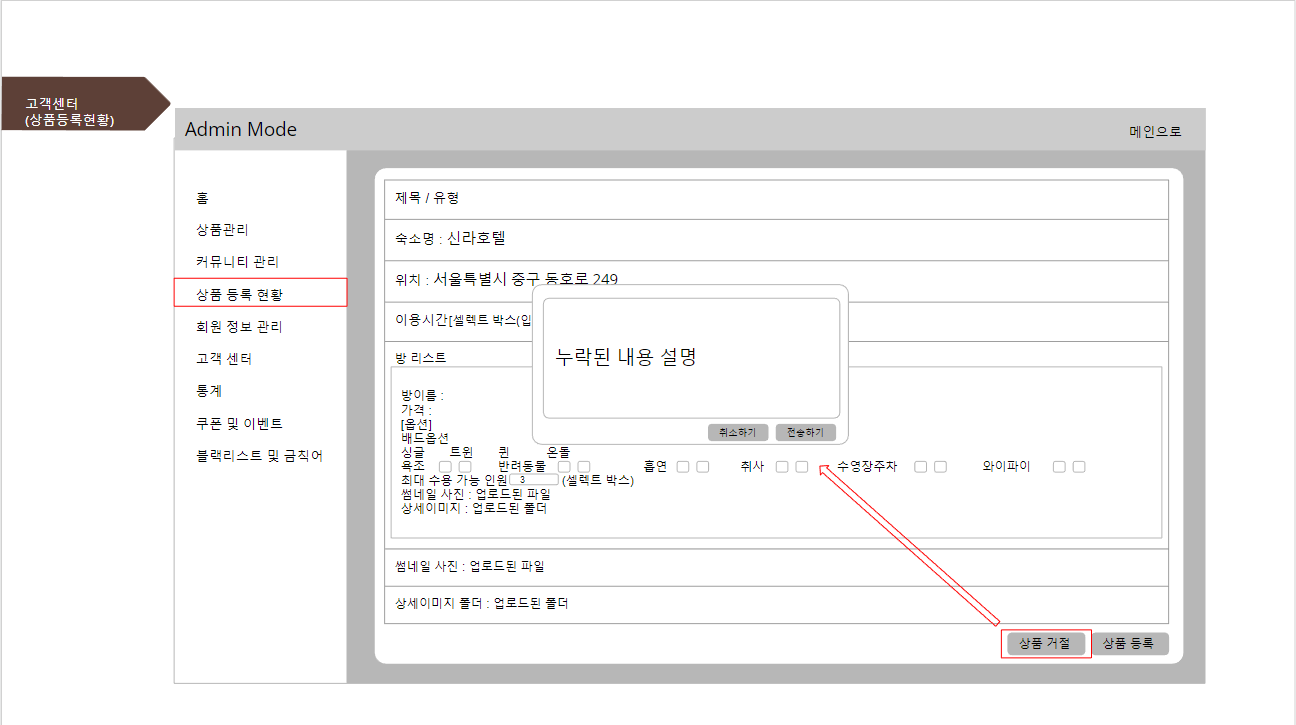 고객센터
(상품등록현황)
Admin Mode
메인으로
홈
상품관리
커뮤니티 관리
상품 등록 현황
회원 정보 관리
고객 센터
통계
쿠폰 및 이벤트
블랙리스트 및 금칙어
제목 / 유형
숙소명 : 신라호텔
위치 : 서울특별시 중구 동호로 249
이용시간[셀렉트 박스(입
방 리스트
누락된 내용 설명
취소하기 전송하기
방이름 :
가격 :
[옵션]
배드옵션
싱글 트윈 퀸 온돌
욕조 반려동물 흡연 취사 수영장주차 와이파이
최대 수용 가능 인원 3 (셀렉트 박스)
썸네일 사진 : 업로드된 파일
상세이미지 : 업로드된 폴더
썸네일 사진 : 업로드된 파일
상세이미지 폴더 : 업로드된 폴더
상품 거절 상품 등록